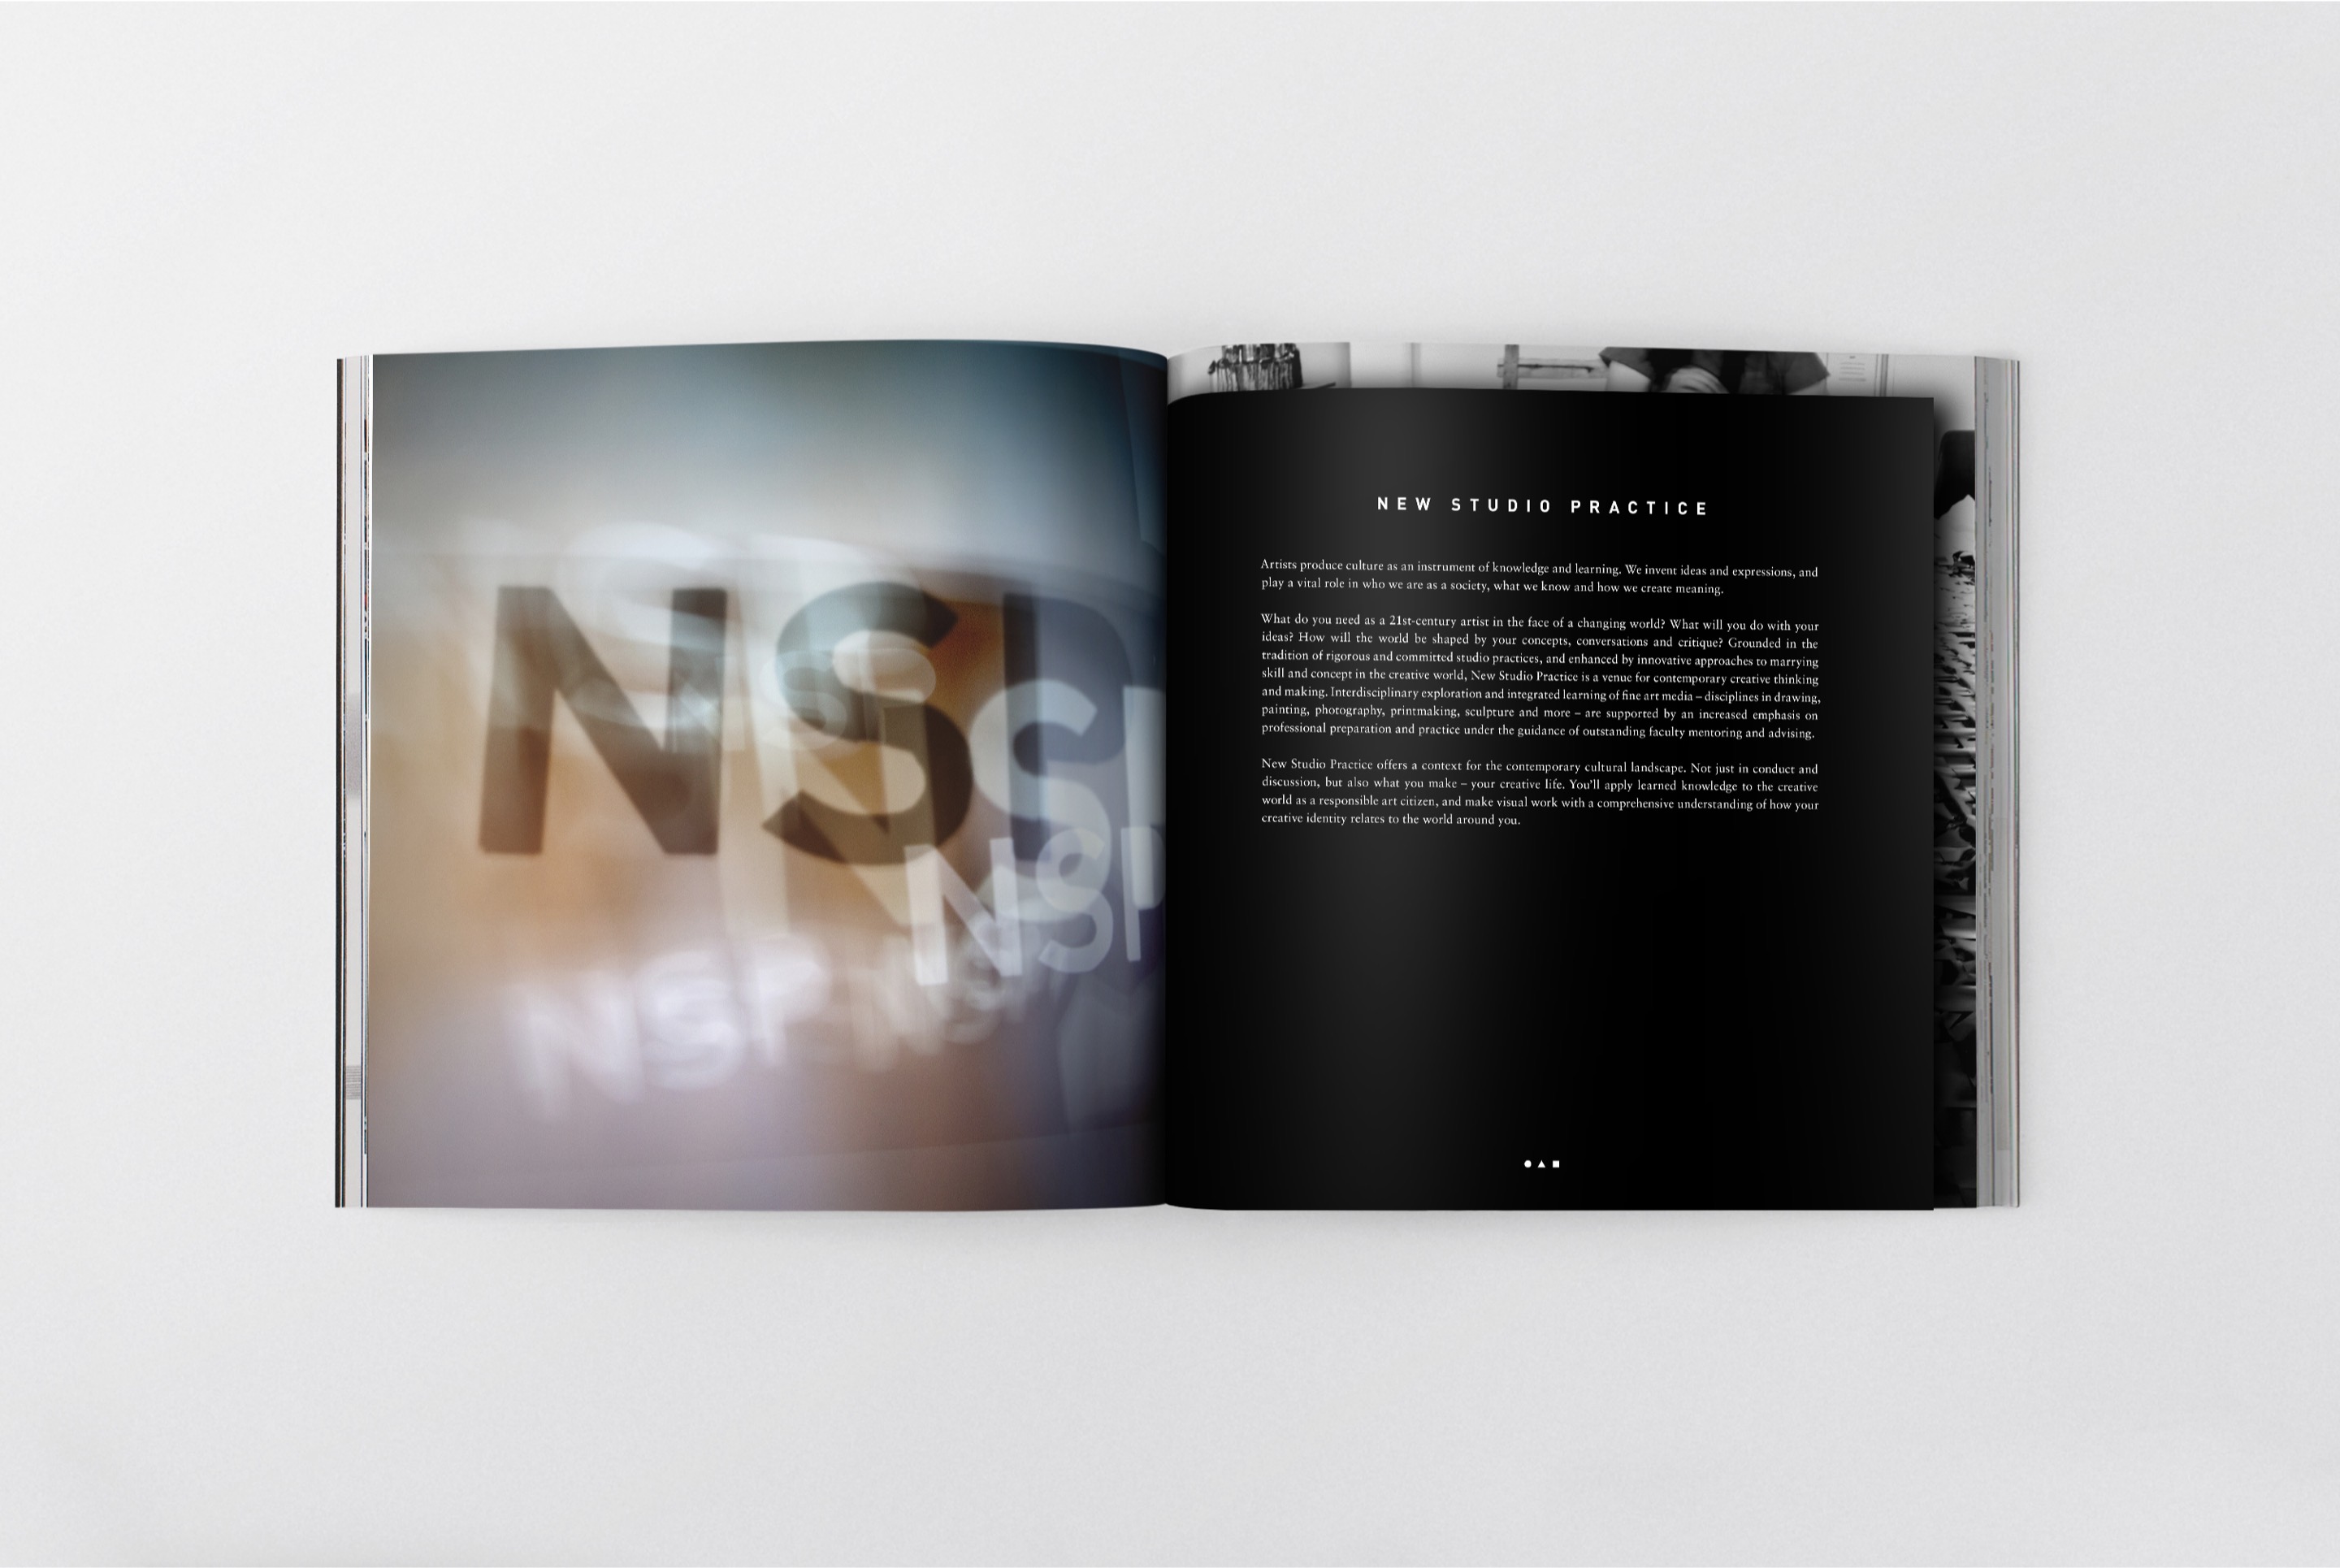 NSP
NSP
NSP
NEW STUDIO PRACTICE
Artists produce culture as an instrument of knowledge and learning. We invent ideas and expressions, and
play a vital role in who we are as a society, what we know and how we create meaning.
What do you need as a 21st-century artist in the face of a changing world? What will you do with your
ideas? How will the world be shaped by your concepts, conversations and critique? Grounded in the
tradition of rigorous and committed studio practices, and enhanced by innovative approaches to marrying
skill and concept in the creative world, New Studio Practice is a venue for contemporary creative thinking
and making. Interdisciplinary exploration and integrated learning of fine art media – disciplines in drawing,
painting, photography, printmaking, sculpture and more – are supported by an increased emphasis on
professional preparation and practice under the guidance of outstanding faculty mentoring and advising.
New Studio Practice offers a context for the contemporary cultural landscape. Not just in conduct and
discussion, but also what you make – your creative life. You'll apply learned knowledge to the creative
world as a responsible art citizen, and make visual work with a comprehensive understanding of how your
creative identity relates to the world around you.